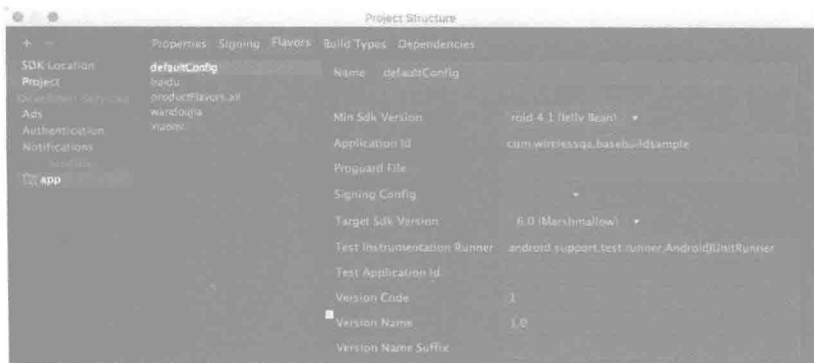 Project Structure
+ −
Properties Signing Flavors Build Types Dependencies
SDK Location
Project
Developer Services
Ads
Authentication
Notifications
Modules
app
defaultConfig
baidu
productFlavors.all
wandoujia
xiaomi
Name defaultConfig
Min Sdk Version roid 4.1 (Jelly Bean)
Application Id com.wirelessqa.basebuildsample
Proguard File
Signing Config
Target Sdk Version 6.0 (Marshmallow)
Test Instrumentation Runner android.support.test.runner.AndroidJUnitRunner
Test Application Id
Version Code 1
Version Name 1.0
Version Name Suffix